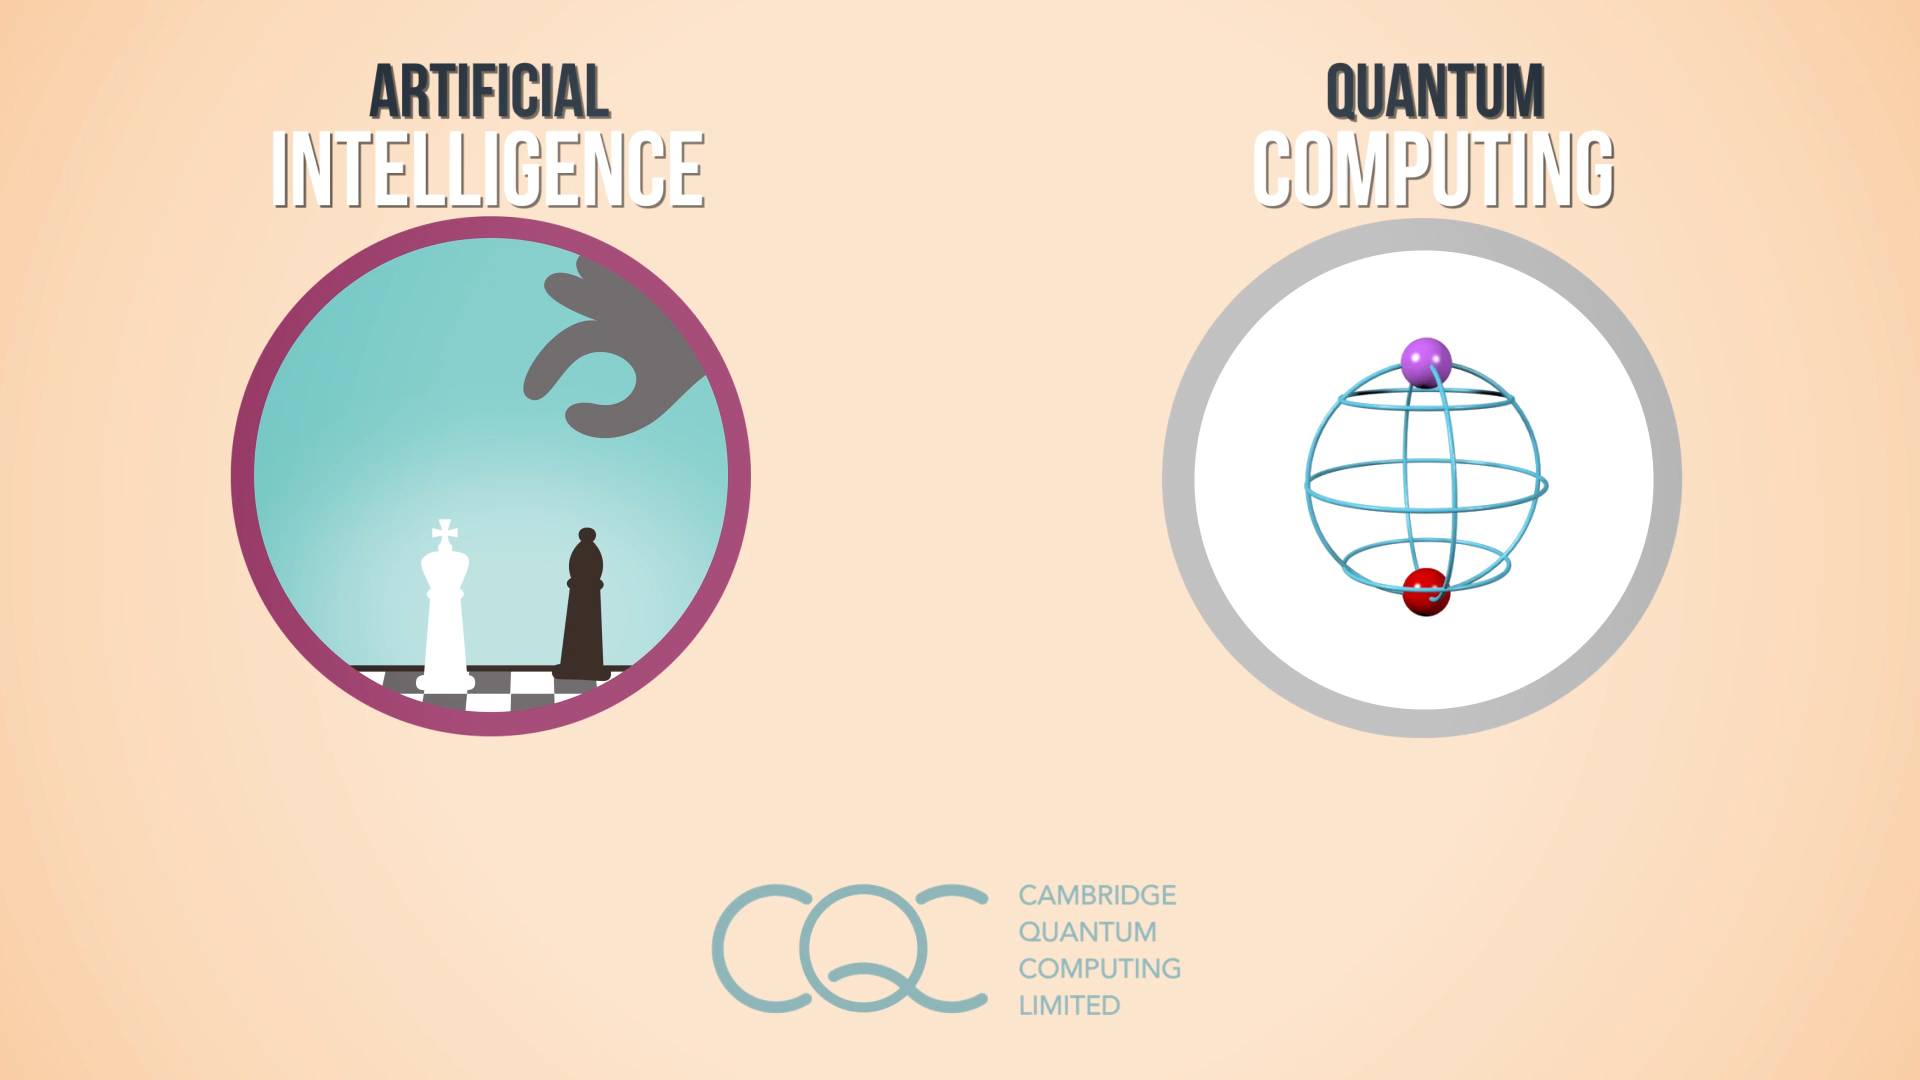 ARTIFICIAL
INTELLIGENCE
QUANTUM
COMPUTING
CQC
CAMBRIDGE
QUANTUM
COMPUTING
LIMITED